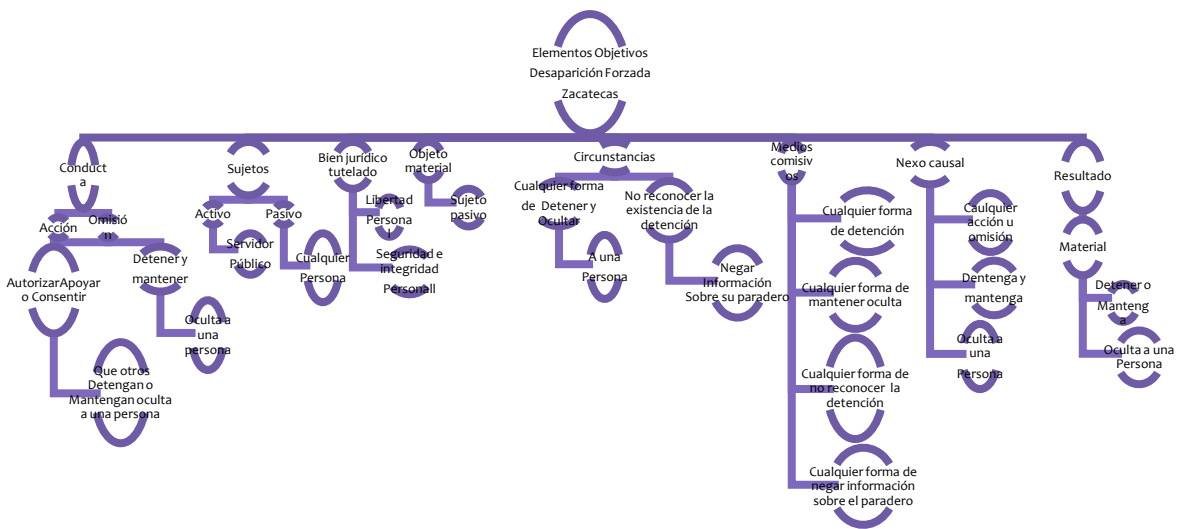 Elementos Objetivos
Desaparición Forzada
Zacatecas
Conduct
a
Acción
Omisió
n
Autorizar Apoyar
o Consentir
Que otros
Detengan o
Mantengan oculta
a una persona
Detener y
mantener
Oculta a
una
persona
Sujetos
Activo
Servidor
Público
Pasivo
Cualquier
Persona
Bien jurídico
tutelado
Libertad
Persona
l
Seguridad e
integridad
Personall
Objeto
material
Sujeto
pasivo
Circunstancias
Cualquier forma
de Detener y
Ocultar
A una
Persona
No reconocer la
existencia de la
detención
Negar
Información
Sobre su paradero
Medios
comisiv
os
Cualquier forma
de detención
Cualquier forma de
mantener oculta
Cualquier forma de
no reconocer la
detención
Cualquier forma de
negar información
sobre el paradero
Nexo causal
Caulquier
acción u
omisión
Dentenga y
mantenga
Oculta a
una
Persona
Resultado
Material
Detener o
Manteng
a
Oculta a una
Persona